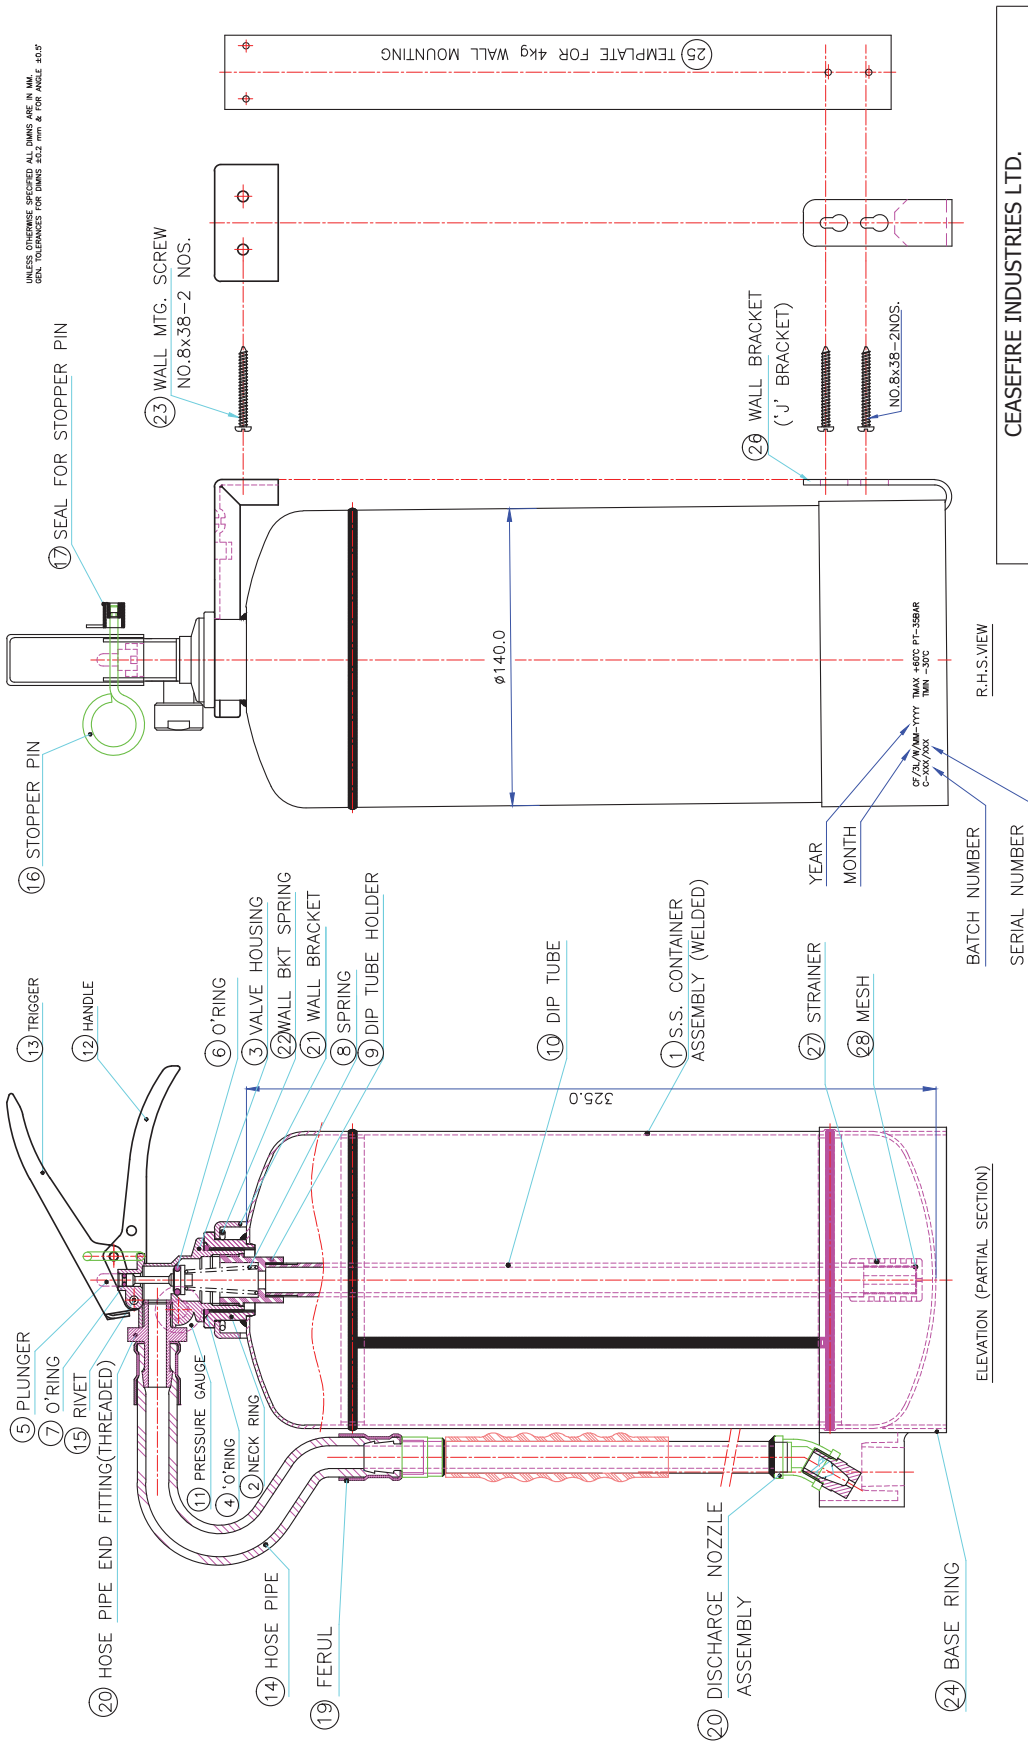 UNLESS OTHERWISE SPECIFIED ALL DIMNS ARE IN MM.
GEN. TOLERANCES FOR DIMNS ±0.2 mm & FOR ANGLE ±0.5°
13 TRIGGER
12 HANDLE
5 PLUNGER
7 O'RING
15 RIVET
20 HOSE PIPE END FITTING(THREADED)
11 PRESSURE GAUGE
4 'O'RING
2 NECK RING
14 HOSE PIPE
19 FERUL
20 DISCHARGE NOZZLE
ASSEMBLY
24 BASE RING
6 O'RING
3 VALVE HOUSING
22 WALL BKT SPRING
21 WALL BRACKET
8 SPRING
9 DIP TUBE HOLDER
10 DIP TUBE
1 S.S. CONTAINER
ASSEMBLY (WELDED)
27 STRAINER
28 MESH
325.0
ELEVATION (PARTIAL SECTION)
16 STOPPER PIN
17 SEAL FOR STOPPER PIN
23 WALL MTG. SCREW
NO.8x38-2 NOS.
26 WALL BRACKET
('J' BRACKET)
NO.8x38-2NOS.
25 TEMPLATE FOR 4kg WALL MOUNTING
ø140.0
CF/3L/W/MM-YYYY TMAX +60°C PT-35BAR
C-XXX/XXX TMIN -30°C
YEAR
MONTH
BATCH NUMBER
SERIAL NUMBER
R.H.S.VIEW
CEASEFIRE INDUSTRIES LTD.